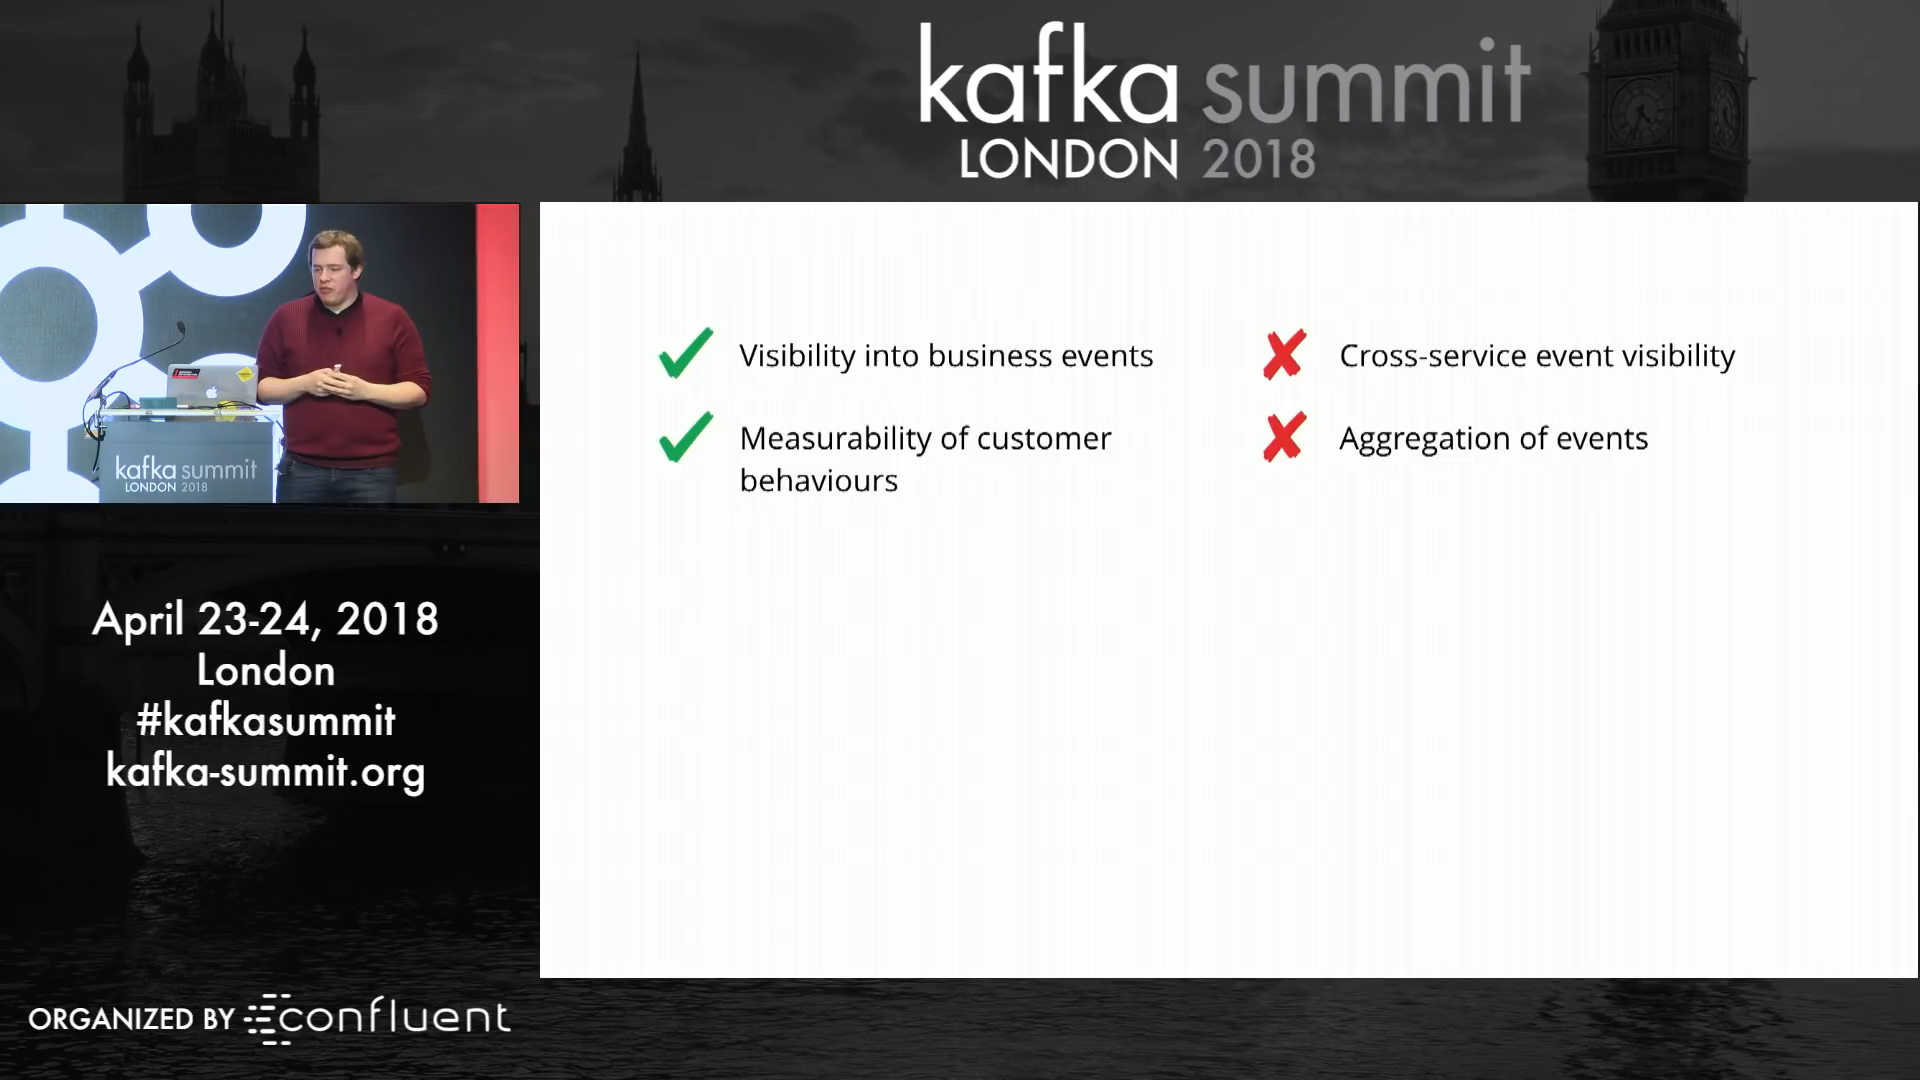 kafka summit
LONDON 2018
Visibility into business events
Measurability of customer
behaviours
Cross-service event visibility
Aggregation of events
kafka summit
LONDON 2018
April 23-24, 2018
London
#kafkasummit
kafka-summit.org
ORGANIZED BY confluent